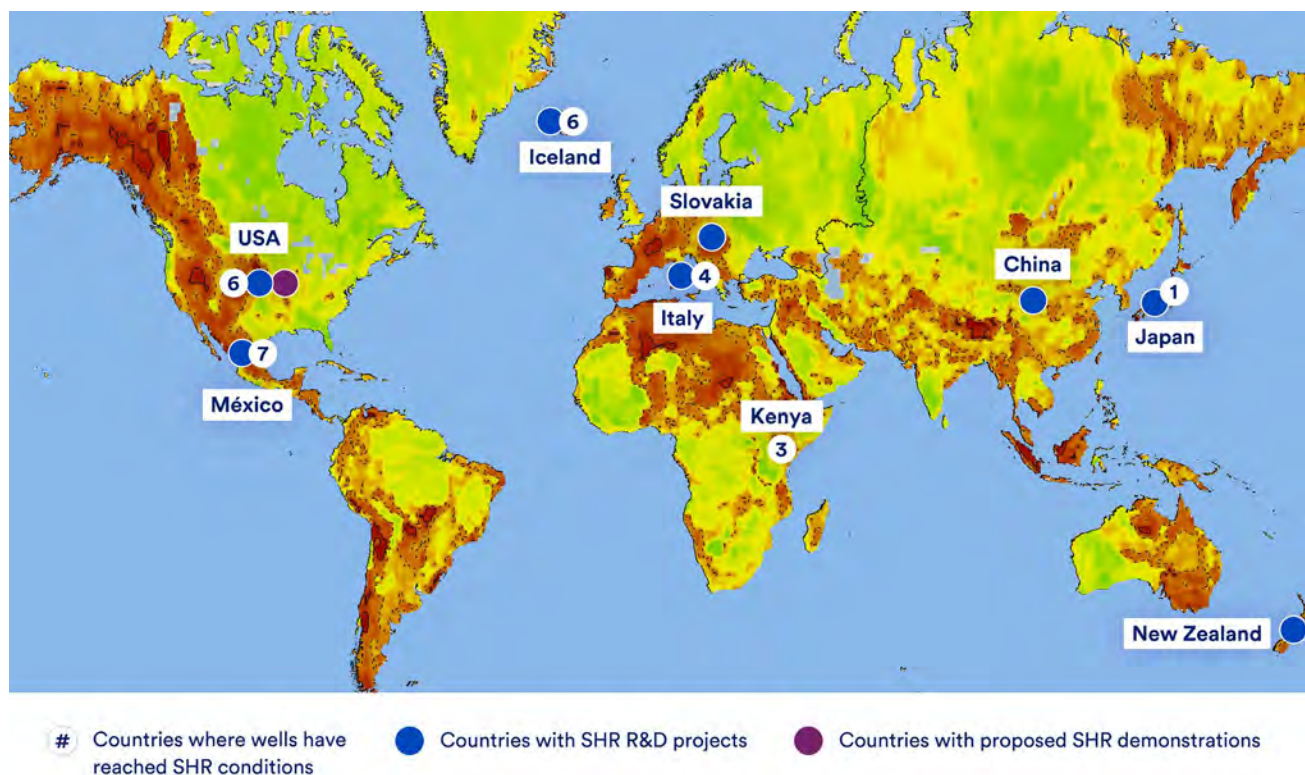 6
Iceland
Slovakia
USA
6
4
China
1
Italy
Japan
7
México
Kenya
3
New Zealand
# Countries where wells have
reached SHR conditions
Countries with SHR R&D projects
Countries with proposed SHR demonstrations